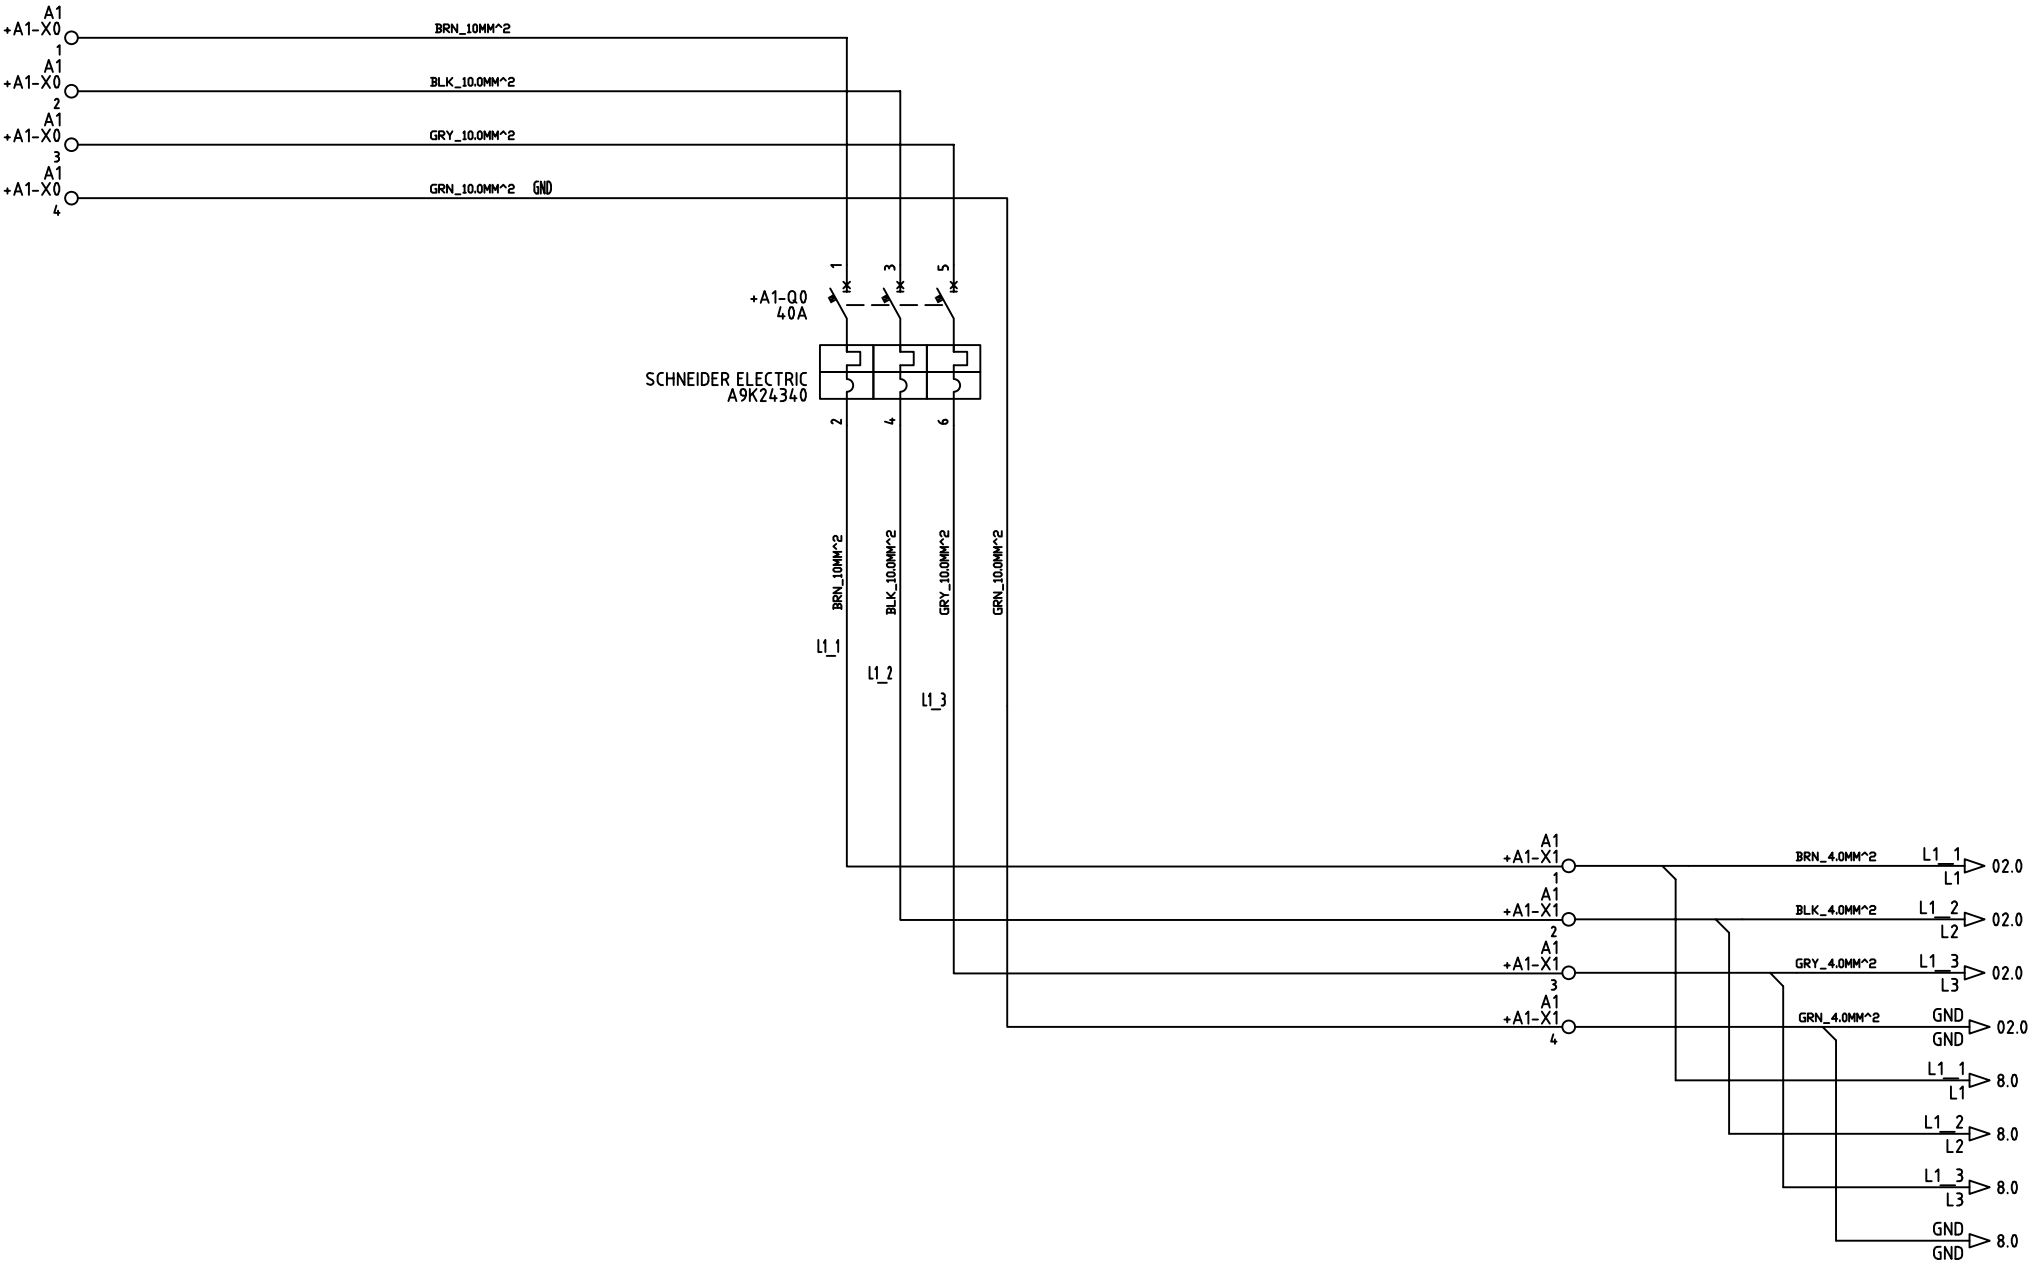 A1
+A1-X0
1
BRN_10MM^2
A1
+A1-X0
2
BLK_10.0MM^2
A1
+A1-X0
3
GRY_10.0MM^2
A1
+A1-X0
4
GRN_10.0MM^2 GND
1
3
5
+A1-Q0
40A
SCHNEIDER ELECTRIC
A9K24340
2
4
6
BRN_10MM^2
BLK_10.0MM^2
GRY_10.0MM^2
GRN_10.0MM^2
L1_1
L1_2
L1_3
A1
+A1-X1
1
BRN_4.0MM^2
L1_1
L1
02.0
A1
+A1-X1
2
BLK_4.0MM^2
L1_2
L2
02.0
A1
+A1-X1
3
GRY_4.0MM^2
L1_3
L3
02.0
A1
+A1-X1
4
GRN_4.0MM^2
GND
GND
02.0
L1_1
L1
8.0
L1_2
L2
8.0
L1_3
L3
8.0
GND
GND
8.0